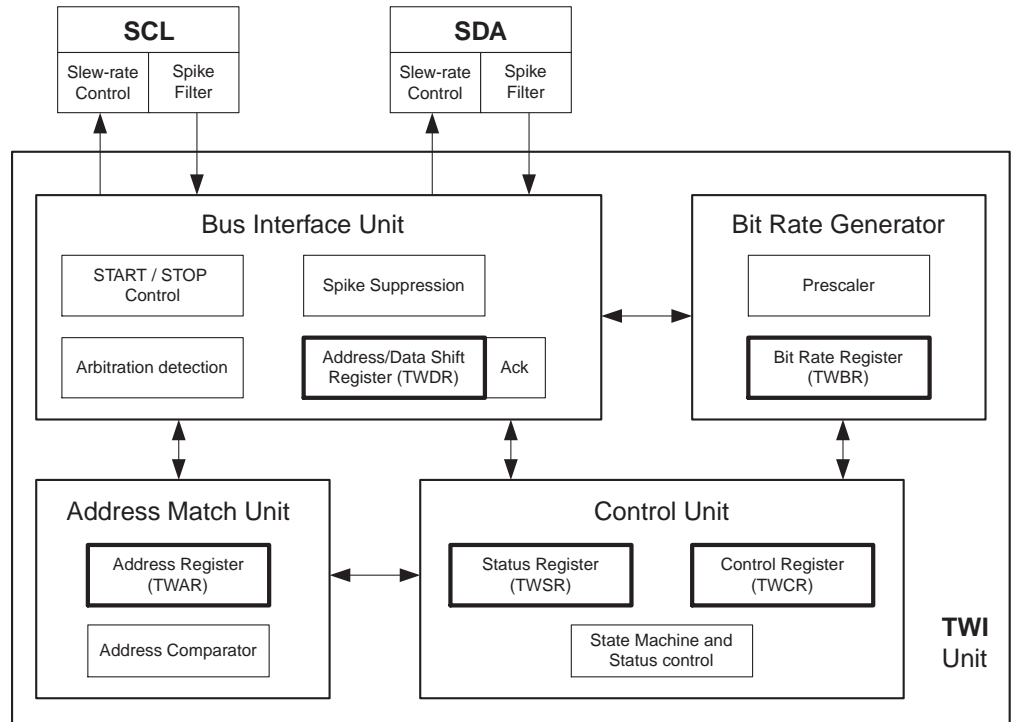 SCL
Slew-rate
Control
Spike
Filter
SDA
Slew-rate
Control
Spike
Filter
Bus Interface Unit
START / STOP
Control
Spike Suppression
Arbitration detection
Address/Data Shift
Register (TWDR)
Ack
Bit Rate Generator
Prescaler
Bit Rate Register
(TWBR)
Address Match Unit
Address Register
(TWAR)
Address Comparator
Control Unit
Status Register
(TWSR)
Control Register
(TWCR)
State Machine and
Status control
TWI
Unit